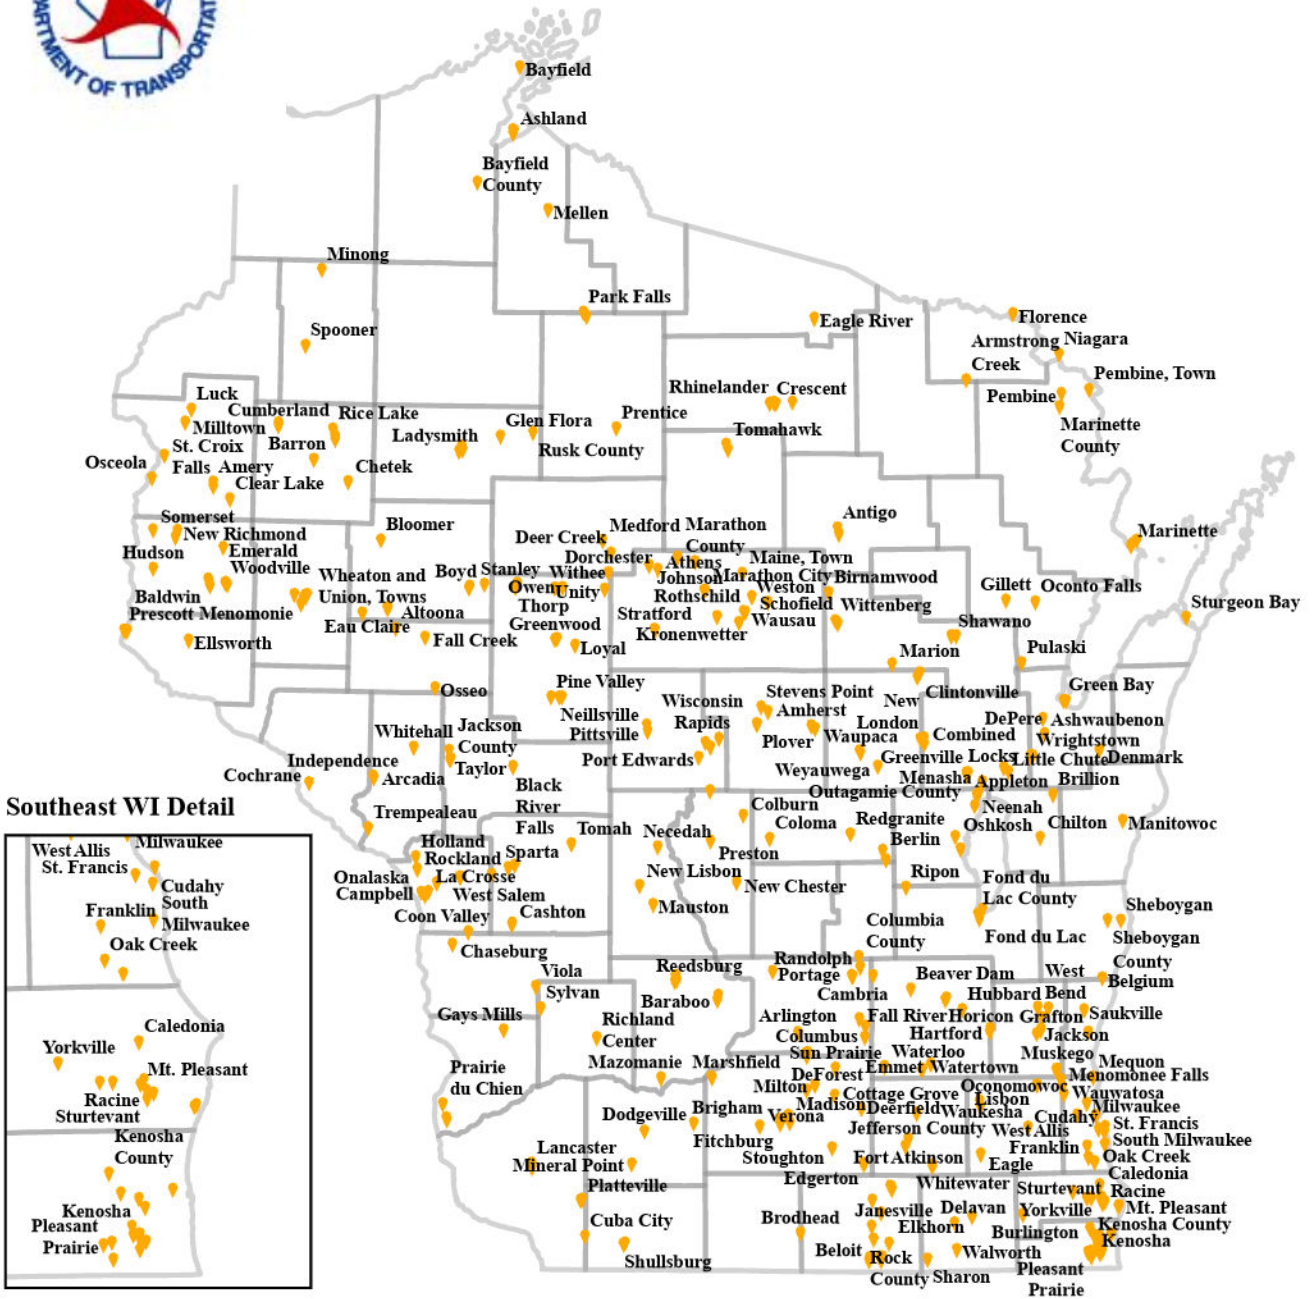 ARTMENT OF TRANSPORTAT
Bayfield
Ashland
Bayfield
County
Mellen
Minong
Park Falls
Eagle River
Florence
Spooner
Armstrong
Creek
Niagara
Pembine, Town
Pembine
Marinette
County
Luck
Cumberland
Rice Lake
Rhinelander
Crescent
Milltown
Glen Flora
Prentice
Tomahawk
St. Croix
Falls
Barron
Ladysmith
Rusk County
Osceola
Amery
Chetek
Clear Lake
Somerset
New Richmond
Bloomer
Deer Creek
Medford
Marathon
County
Antigo
Marinette
Hudson
Emerald
Dorchester
Athens
Maine, Town
Woodville
Wheaton and
Union, Towns
Boyd
Stanley
Withee
Johnson
Marathon City
Birnamwood
Gillett
Oconto Falls
Baldwin
Owen
Unity
Rothschild
Weston
Sturgeon Bay
Prescott
Menomonie
Altoona
Thorp
Stratford
Schofield
Wittenberg
Eau Claire
Greenwood
Wausau
Shawano
Ellsworth
Fall Creek
Loyal
Kronenwetter
Marion
Pulaski
Osseo
Pine Valley
Wisconsin
Rapids
Stevens Point
New
London
Clintonville
Green Bay
Neillsville
Amherst
DePere
Ashwaubenon
Whitehall
Jackson
County
Pittsville
Plover
Waupaca
Combined
Locks
Wrightstown
Independence
Port Edwards
Greenville
Little Chute
Denmark
Cochrane
Arcadia
Taylor
Weyauwega
Menasha
Appleton
Brillion
Black
River
Falls
Outagamie County
Southeast WI Detail
Trempealeau
Colburn
Neenah
Holland
Tomah
Necedah
Coloma
Redgranite
Oshkosh
Chilton
Manitowoc
Rockland
Sparta
Preston
Berlin
Onalaska
La Crosse
New Lisbon
New Chester
Ripon
Fond du
Lac County
Campbell
West Salem
Mauston
Coon Valley
Cashton
Columbia
County
Fond du Lac
Sheboygan
Sheboygan
County
Chaseburg
Viola
Reedsburg
Randolph
Portage
Beaver Dam
West
Bend
Belgium
Sylvan
Baraboo
Cambria
Hubbard
Gays Mills
Richland
Center
Arlington
Fall River
Horicon
Grafton
Saukville
Columbus
Hartford
Jackson
Prairie
du Chien
Mazomanie
Marshfield
Sun Prairie
Waterloo
Muskego
Mequon
DeForest
Emmet
Watertown
Menomonee Falls
Milton
Cottage Grove
Oconomowoc
Wauwatosa
Dodgeville
Brigham
Verona
Madison
Deerfield
Lisbon
Waukesha
Cudahy
Milwaukee
Fitchburg
Jefferson County
West Allis
St. Francis
Lancaster
Stoughton
Fort Atkinson
Franklin
South Milwaukee
Mineral Point
Eagle
Oak Creek
Platteville
Edgerton
Whitewater
Sturtevant
Caledonia
Racine
Cuba City
Brodhead
Janesville
Delavan
Yorkville
Mt. Pleasant
Elkhorn
Burlington
Kenosha County
Shullsburg
Beloit
Rock
County
Walworth
Kenosha
Sharon
Pleasant
Prairie
West Allis
Milwaukee
St. Francis
Cudahy
Franklin
South
Milwaukee
Oak Creek
Caledonia
Yorkville
Mt. Pleasant
Racine
Sturtevant
Kenosha
County
Kenosha
Pleasant
Prairie